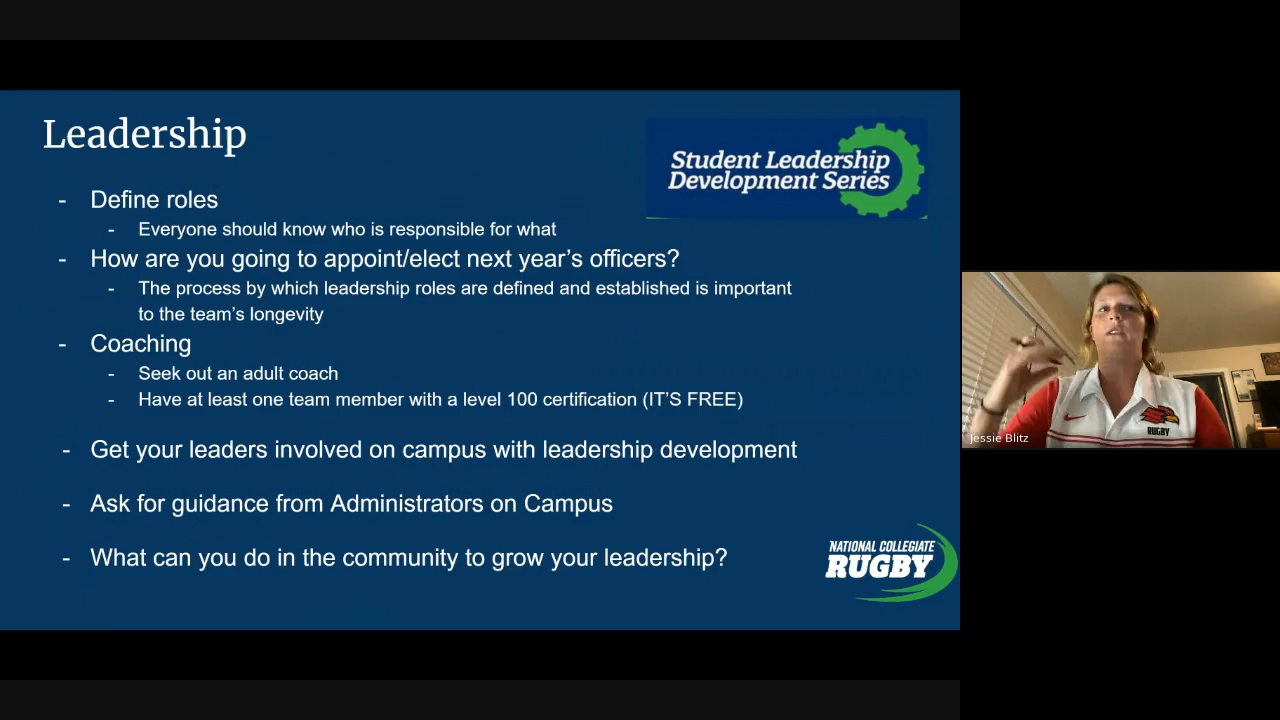 Leadership
Student Leadership
Development Series
- Define roles
- Everyone should know who is responsible for what
- How are you going to appoint/elect next year’s officers?
- The process by which leadership roles are defined and established is important
to the team’s longevity
- Coaching
- Seek out an adult coach
- Have at least one team member with a level 100 certification (IT’S FREE)
- Get your leaders involved on campus with leadership development
- Ask for guidance from Administrators on Campus
- What can you do in the community to grow your leadership?
NATIONAL COLLEGIATE
RUGBY
RUGBY
Jessie Blitz